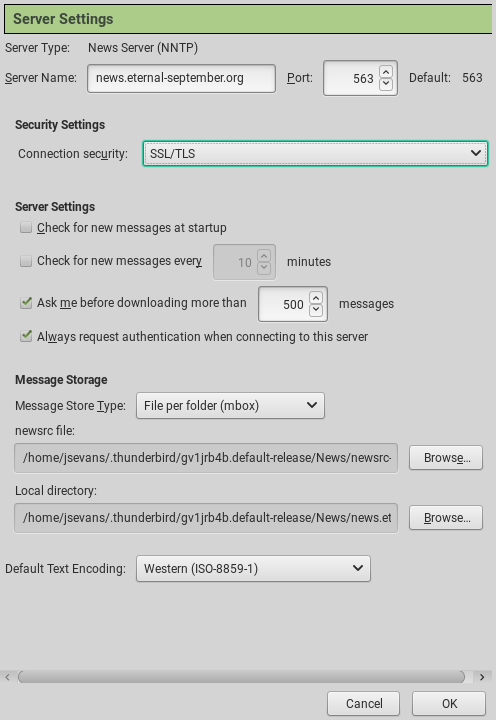 Server Settings
Server Type: News Server (NNTP)
Server Name: news.eternal-september.org Port: 563 Default: 563
Security Settings
Connection security: SSL/TLS
Server Settings
Check for new messages at startup
Check for new messages every 10 minutes
Ask me before downloading more than 500 messages
Always request authentication when connecting to this server
Message Storage
Message Store Type: File per folder (mbox)
newsrc file:
/home/jsevans/.thunderbird/gv1jrb4b.default-release/News/newsrc- Browse...
Local directory:
/home/jsevans/.thunderbird/gv1jrb4b.default-release/News/news.et Browse...
Default Text Encoding: Western (ISO-8859-1)
Cancel OK